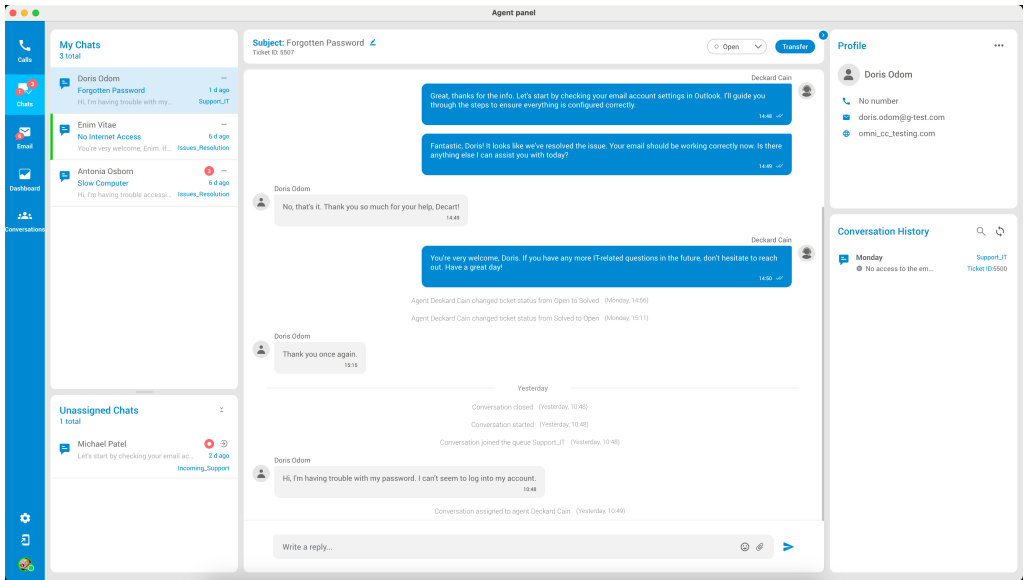 Agent panel
Calls
1
3
Chats
6
Email
Dashboard
Conversations
My Chats
3 total
Doris Odom
Forgotten Password
1 d ago
Hi, I'm having trouble with my...
Support_IT
Enim Vitae
No Internet Access
6 d ago
You're very welcome, Enim. If...
Issues_Resolution
Antonia Osborn
3
Slow Computer
6 d ago
Hi, I'm having trouble accessi...
Issues_Resolution
Unassigned Chats
1 total
Michael Patel
Let's start by checking your email ac...
2 d ago
Incoming_Support
Subject: Forgotten Password
Ticket ID: 5507
Open
Transfer
3
Deckard Cain
Great, thanks for the info. Let's start by checking your email account settings in Outlook. I'll guide you
through the steps to ensure everything is configured correctly.
14:48
Fantastic, Doris! It looks like we've resolved the issue. Your email should be working correctly now. Is there
anything else I can assist you with today?
14:49
Doris Odom
No, that's it. Thank you so much for your help, Decart!
14:49
Deckard Cain
You're very welcome, Doris. If you have any more IT-related questions in the future, don't hesitate to reach
out. Have a great day!
14:50
Agent Deckard Cain changed ticket status from Open to Solved (Monday, 14:56)
Agent Deckard Cain changed ticket status from Solved to Open (Monday, 15:11)
Doris Odom
Thank you once again.
15:15
Yesterday
Conversation closed (Yesterday, 10:48)
Conversation started (Yesterday, 10:48)
Conversation joined the queue Support_IT (Yesterday, 10:48)
Doris Odom
Hi, I'm having trouble with my password. I can't seem to log into my account.
10:48
Conversation assigned to agent Deckard Cain (Yesterday, 10:49)
Write a reply...
Profile
Doris Odom
No number
doris.odom@g-test.com
omni_cc_testing.com
Conversation History
Monday
Support_IT
No access to the em...
Ticket ID:5500